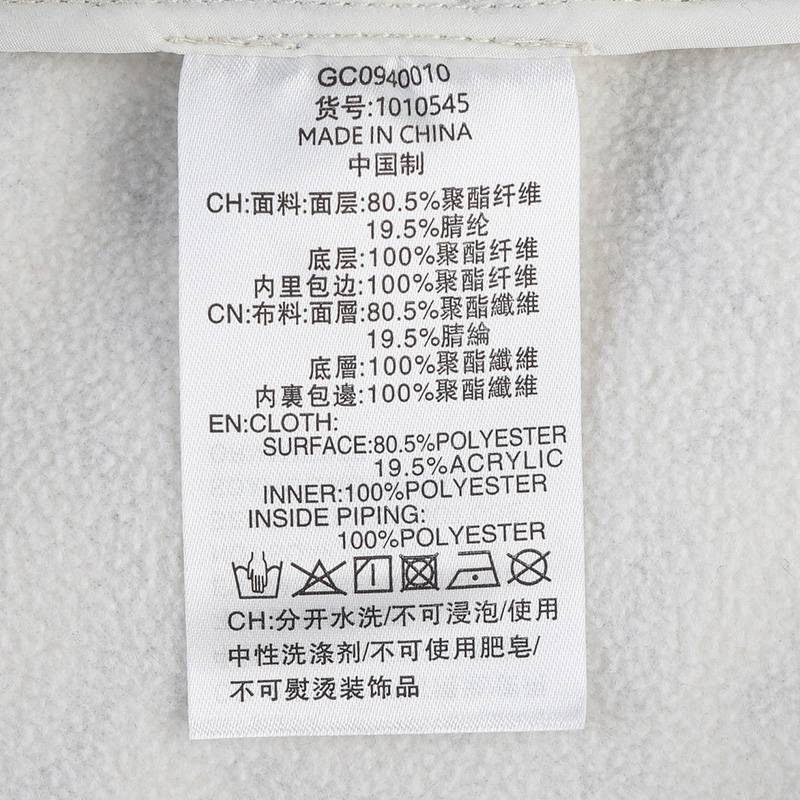 GC0940010
货号:1010545
MADE IN CHINA
中国制
CH:面料:面层:80.5%聚酯纤维
19.5%腈纶
底层:100%聚酯纤维
内里包边:100%聚酯纤维
CN:布料:面層:80.5%聚酯纖維
19.5%腈綸
底層:100%聚酯纖維
内裏包邊:100%聚酯纖維
EN:CLOTH:
SURFACE:80.5%POLYESTER
19.5%ACRYLIC
INNER:100%POLYESTER
INSIDE PIPING:
100%POLYESTER
CH:分开水洗/不可浸泡/使用
中性洗涤剂/不可使用肥皂/
不可熨烫装饰品